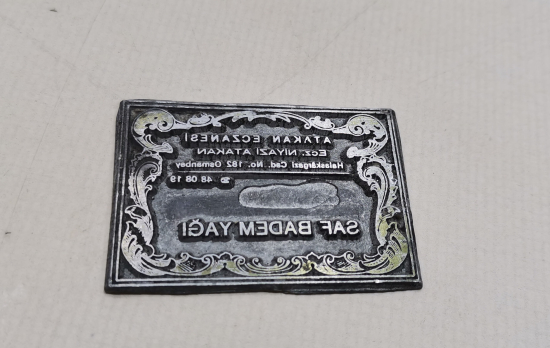 ATAKAN ECZANESİ
Ecz. NİYAZİ ATAKAN
Halaskârgazi Cad. No. 182 Osmanbey
☎ 48 08 19
SAF BADEM YAĞI